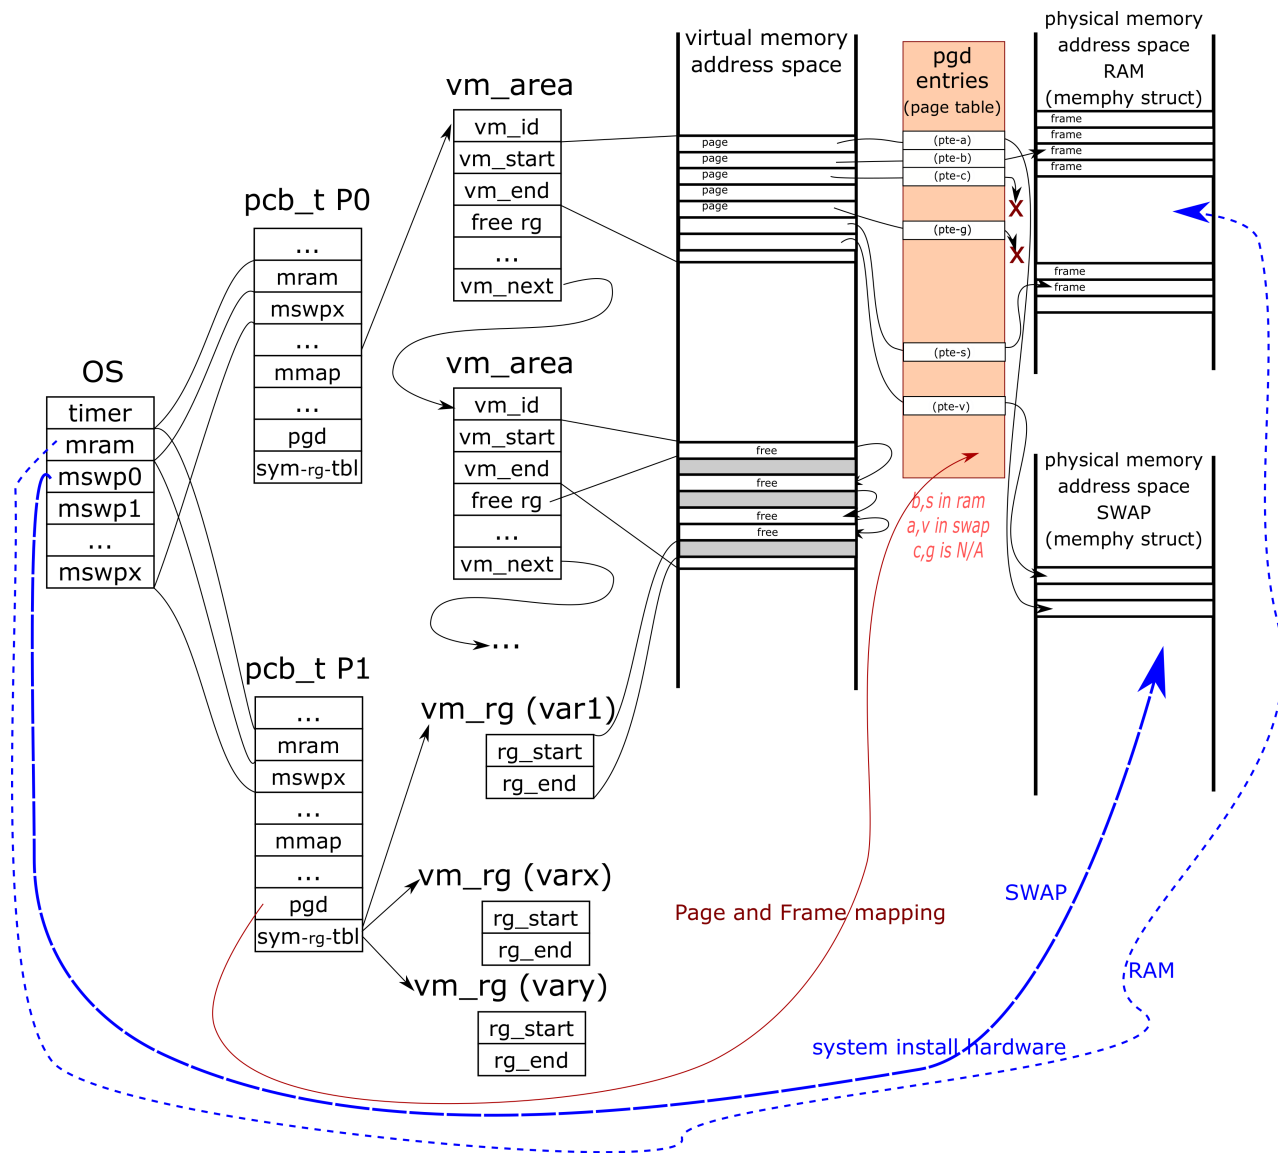 OS
timer
mram
mswp0
mswp1
...
mswpx
pcb_t P0
...
mram
mswpx
...
mmap
...
pgd
sym-rg-tbl
pcb_t P1
...
mram
mswpx
...
mmap
...
pgd
sym-rg-tbl
vm_area
vm_id
vm_start
vm_end
free rg
...
vm_next
vm_area
vm_id
vm_start
vm_end
free rg
...
vm_next
...
vm_rg (var1)
rg_start
rg_end
vm_rg (varx)
rg_start
rg_end
vm_rg (vary)
rg_start
rg_end
virtual memory
address space
page
page
page
page
page
free
free
free
free
pgd
entries
(page table)
(pte-a)
(pte-b)
(pte-c)
(pte-g)
(pte-s)
(pte-v)
X
X
b,s in ram
a,v in swap
c,g is N/A
physical memory
address space
RAM
(memphy struct)
frame
frame
frame
frame
frame
frame
physical memory
address space
SWAP
(memphy struct)
Page and Frame mapping
SWAP
RAM
system install hardware